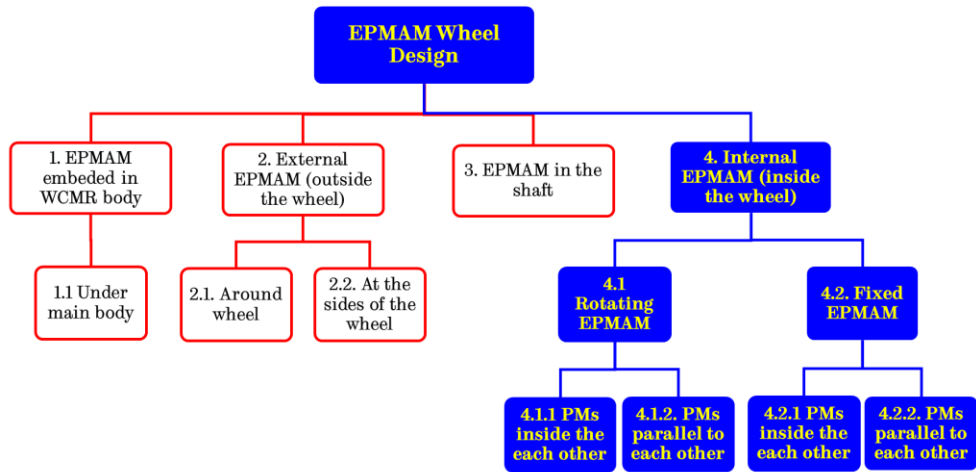 EPMAM Wheel
Design
1. EPMAM
embeded in
WCMR body
2. External
EPMAM (outside
the wheel)
3. EPMAM in the
shaft
4. Internal
EPMAM (inside
the wheel)
1.1 Under
main body
2.1. Around
wheel
2.2. At the
sides of the
wheel
4.1
Rotating
EPMAM
4.2. Fixed
EPMAM
4.1.1 PMs
inside the
each other
4.1.2. PMs
parallel to
each other
4.2.1 PMs
inside the
each other
4.2.2. PMs
parallel to
each other